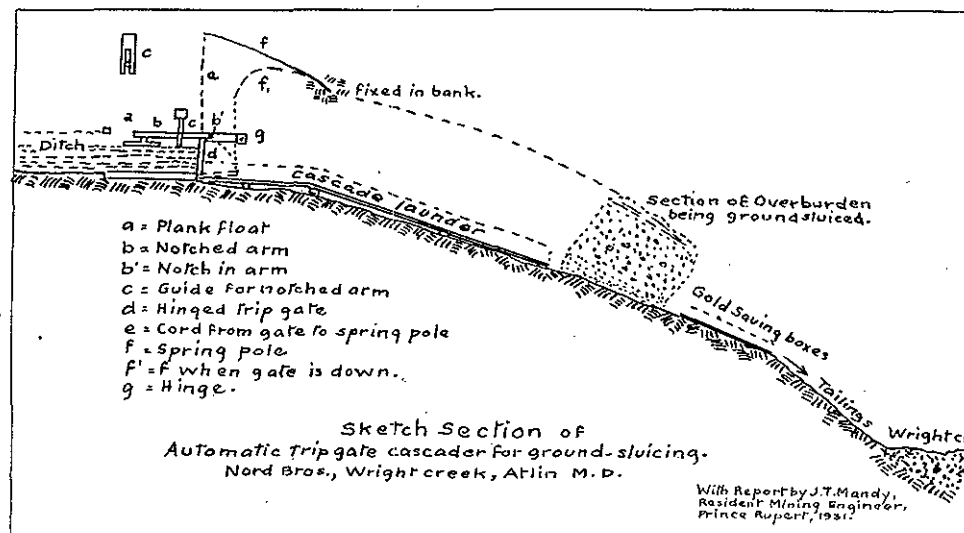 c
f
a
f,
fixed in bank.
a b c b' g
Ditch
d
Cascade launder
Section of Overburden
being groundsluiced.
a = Plank float
b = Notched arm
b' = Notch in arm
c = Guide for notched arm
d = Hinged trip gate
e = Cord from gate to spring pole
f = Spring pole
f' = f when gate is down.
g = Hinge.
Gold Saving boxes
Tailings
Wright cr
Sketch Section of
Automatic Tripgate cascader for ground-sluicing.
Nord Bros., Wright creek, Atlin M.D.
With Report by J.T. Mandy,
Resident Mining Engineer,
Prince Rupert, 1931.